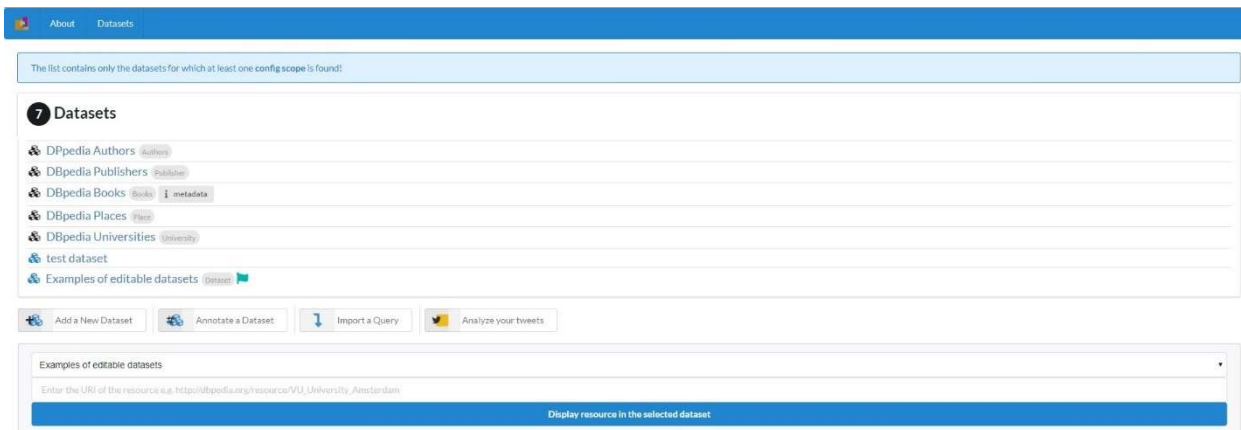 About Datasets
The list contains only the datasets for which at least one config scope is found!
7 Datasets
DPpedia Authors Authors
DBpedia Publishers Publisher
DBpedia Books Books i metadata
DBpedia Places Place
DBpedia Universities University
test dataset
Examples of editable datasets Dataset
Add a New Dataset Annotate a Dataset Import a Query Analyze your tweets
Examples of editable datasets
Enter the URI of the resource e.g. http://dbpedia.org/resource/VU_University_Amsterdam
Display resource in the selected dataset